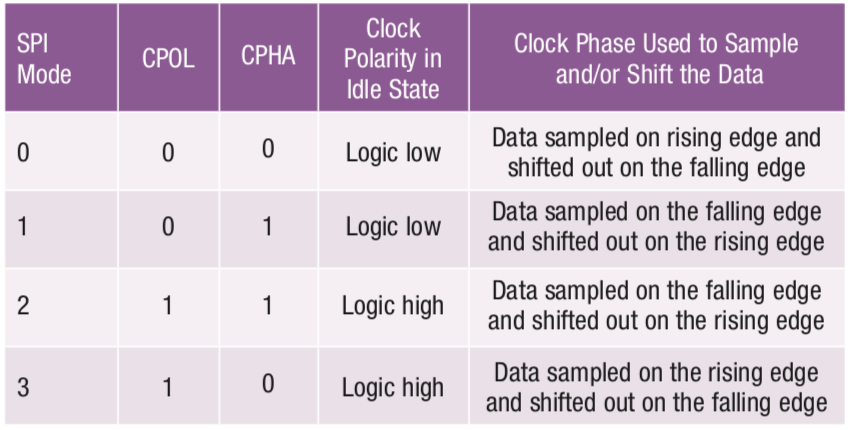 SPI
Mode
CPOL
CPHA
Clock
Polarity in
Idle State
Clock Phase Used to Sample
and/or Shift the Data
0
0
0
Logic low
Data sampled on rising edge and
shifted out on the falling edge
1
0
1
Logic low
Data sampled on the falling edge
and shifted out on the rising edge
2
1
1
Logic high
Data sampled on the falling edge
and shifted out on the rising edge
3
1
0
Logic high
Data sampled on the rising edge
and shifted out on the falling edge